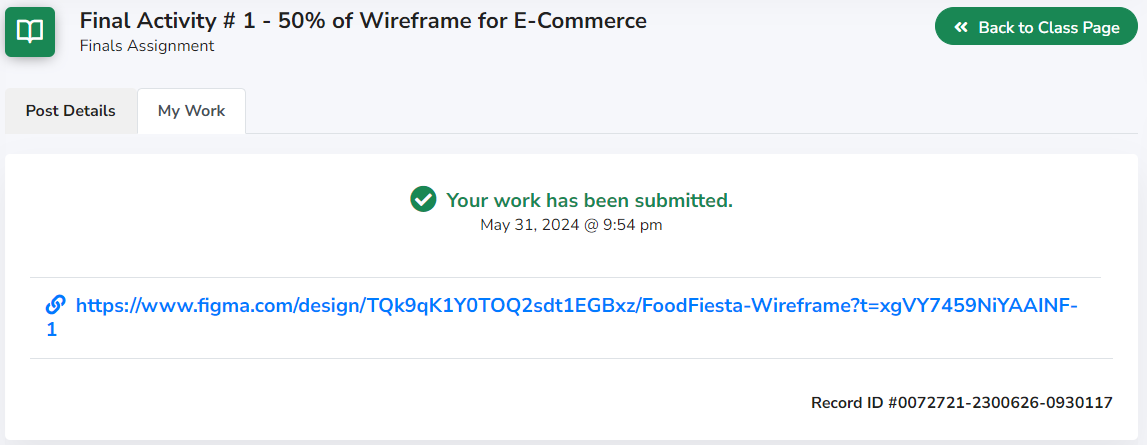 Final Activity # 1 - 50% of Wireframe for E-Commerce
Finals Assignment
Back to Class Page
Post Details
My Work
Your work has been submitted.
May 31, 2024 @ 9:54 pm
https://www.figma.com/design/TQk9qK1Y0TOQ2sdt1EGBxz/FoodFiesta-Wireframe?t=xgVY7459NiYAAINF-
1
Record ID #0072721-2300626-0930117